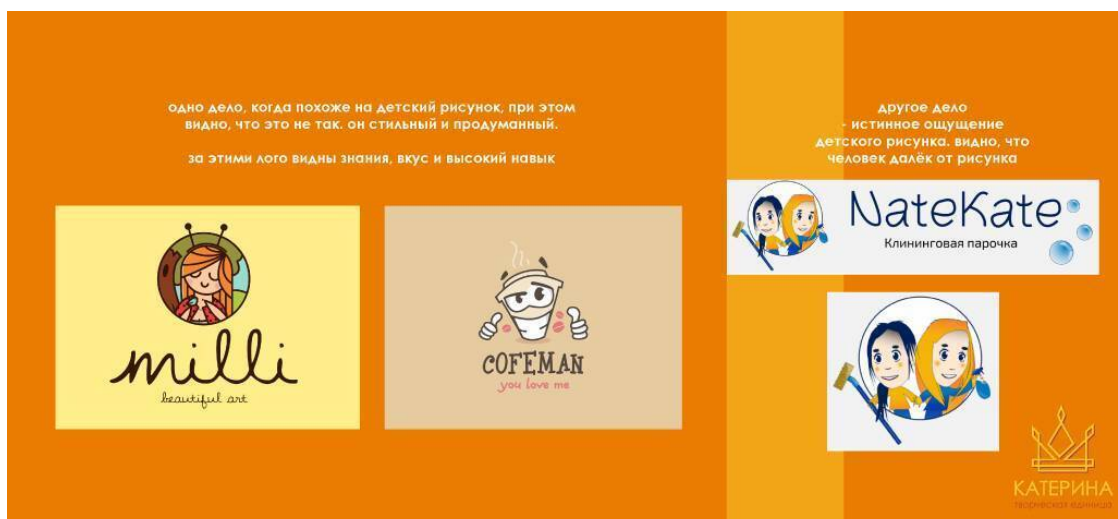 одно дело, когда похоже на детский рисунок, при этом
видно, что это не так. он стильный и продуманный.
за этими лого видны знания, вкус и высокий навык
другое дело
- истинное ощущение
детского рисунка. видно, что
человек далёк от рисунка
milli
beautiful art
COFEMAN
you love me
NateKate
Клининговая парочка
КАТЕРИНА
творческая единица